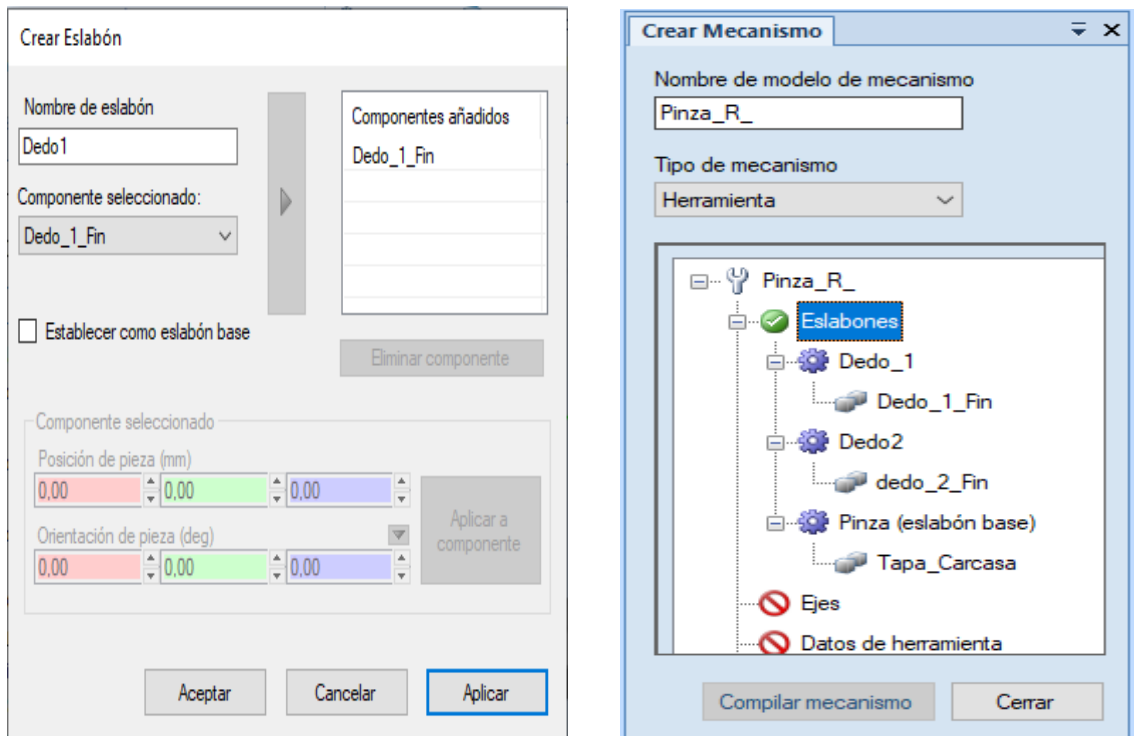 Crear Eslabón
Nombre de eslabón
Dedo1
Componente seleccionado:
Dedo_1_Fin
Establecer como eslabón base
Componentes añadidos
Dedo_1_Fin
Eliminar componente
Componente seleccionado
Posición de pieza (mm)
0,00 0,00 0,00
Orientación de pieza (deg)
0,00 0,00 0,00
Aplicar a
componente
Aceptar Cancelar Aplicar
Crear Mecanismo
Nombre de modelo de mecanismo
Pinza_R_
Tipo de mecanismo
Herramienta
Pinza_R_
Eslabones
Dedo_1
Dedo_1_Fin
Dedo2
dedo_2_Fin
Pinza (eslabón base)
Tapa_Carcasa
Ejes
Datos de herramienta
Compilar mecanismo Cerrar